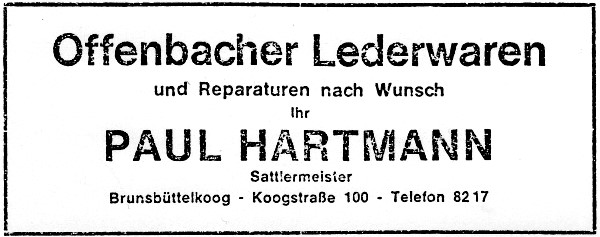 Offenbacher Lederwaren
und Reparaturen nach Wunsch
Ihr
PAUL HARTMANN
Sattlermeister
Brunsbüttelkoog - Koogstraße 100 - Telefon 8217